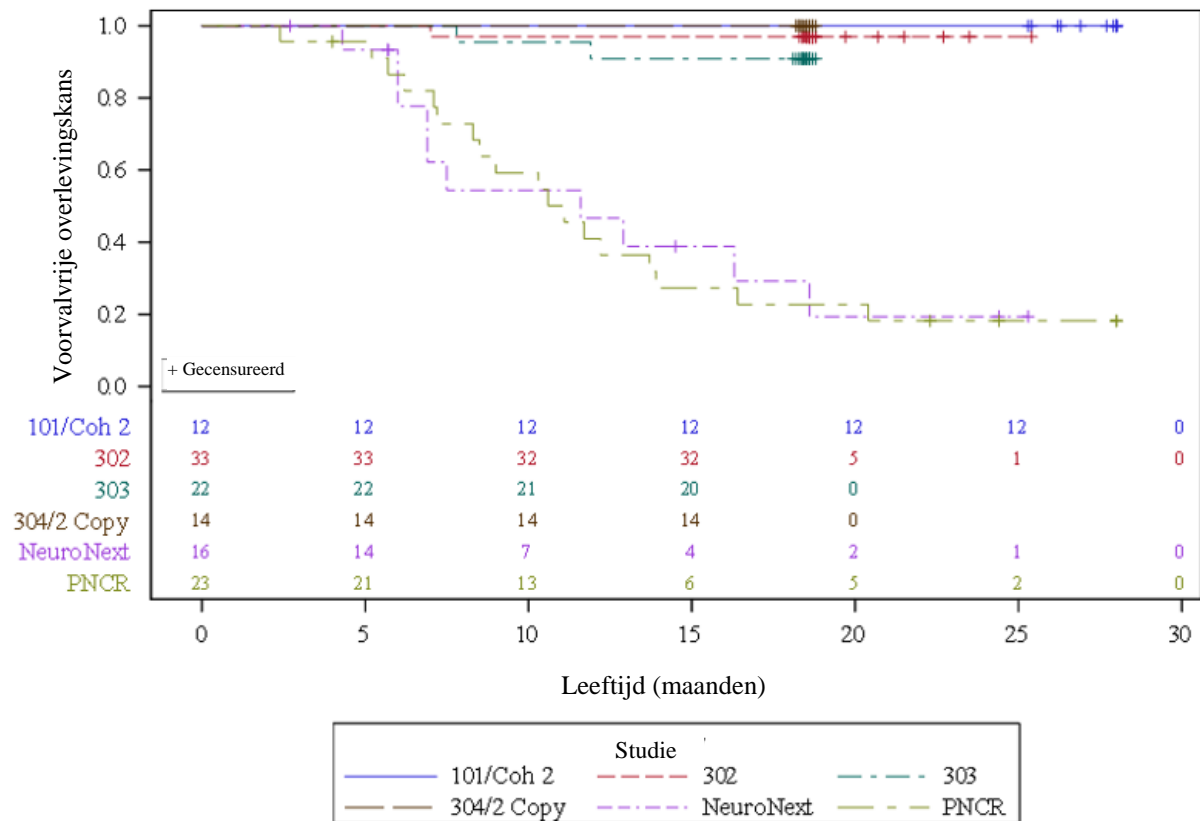 Voorvalvrije overlevingskans
1.0
0.8
0.6
0.4
0.2
0.0
+ Gecensureerd
101/Coh 2 12 12 12 12 12 12 0
302 33 33 32 32 5 1 0
303 22 22 21 20 0
304/2 Copy 14 14 14 14 0
NeuroNext 16 14 7 4 2 1 0
PNCR 23 21 13 6 5 2 0
0 5 10 15 20 25 30
Leeftijd (maanden)
Studie
101/Coh 2 302 303
304/2 Copy NeuroNext PNCR